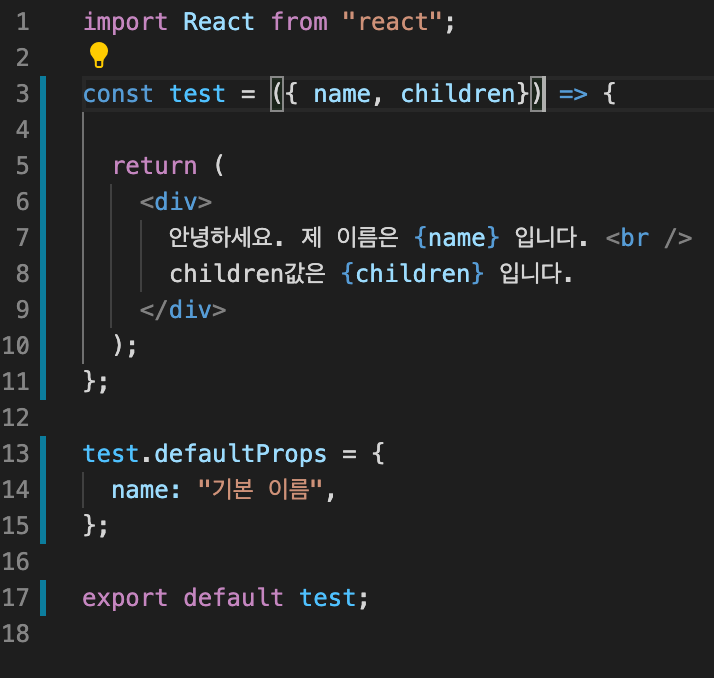 1 import React from "react";
2
3 const test = ({ name, children}) => {
4
5 return (
6 <div>
7 안녕하세요. 제 이름은 {name} 입니다. <br />
8 children값은 {children} 입니다.
9 </div>
10 );
11 };
12
13 test.defaultProps = {
14 name: "기본 이름",
15 };
16
17 export default test;
18